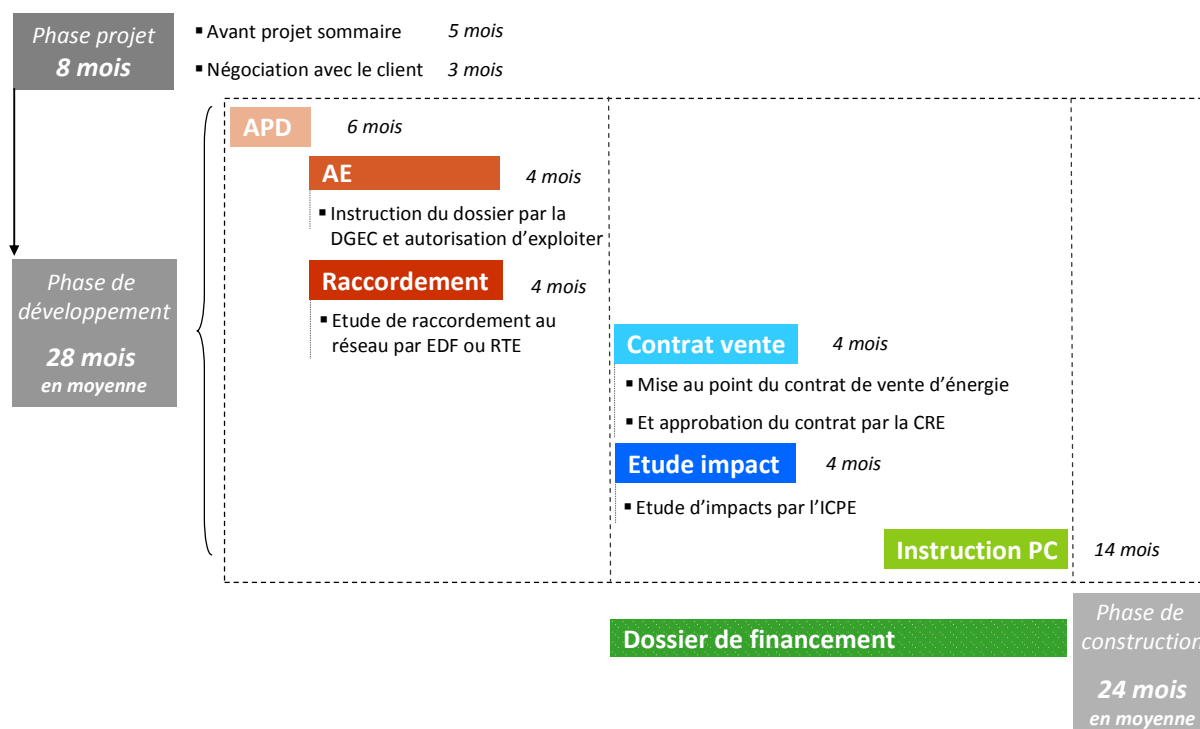 Phase projet
8 mois
▪ Avant projet sommaire 5 mois
▪ Négociation avec le client 3 mois
APD 6 mois
AE 4 mois
▪ Instruction du dossier par la
DGEC et autorisation d’exploiter
Raccordement 4 mois
▪ Etude de raccordement au
réseau par EDF ou RTE
Phase de
développement
28 mois
en moyenne
Contrat vente 4 mois
▪ Mise au point du contrat de vente d’énergie
▪ Et approbation du contrat par la CRE
Etude impact 4 mois
▪ Etude d’impacts par l’ICPE
Instruction PC 14 mois
Dossier de financement
Phase de
construction
24 mois
en moyenne